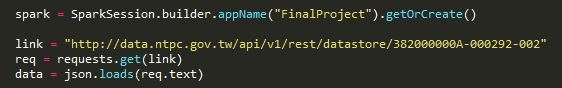 spark = SparkSession.builder.appName("FinalProject").getOrCreate()
link = "http://data.ntpc.gov.tw/api/v1/rest/datastore/382000000A-000292-002"
req = requests.get(link)
data = json.loads(req.text)